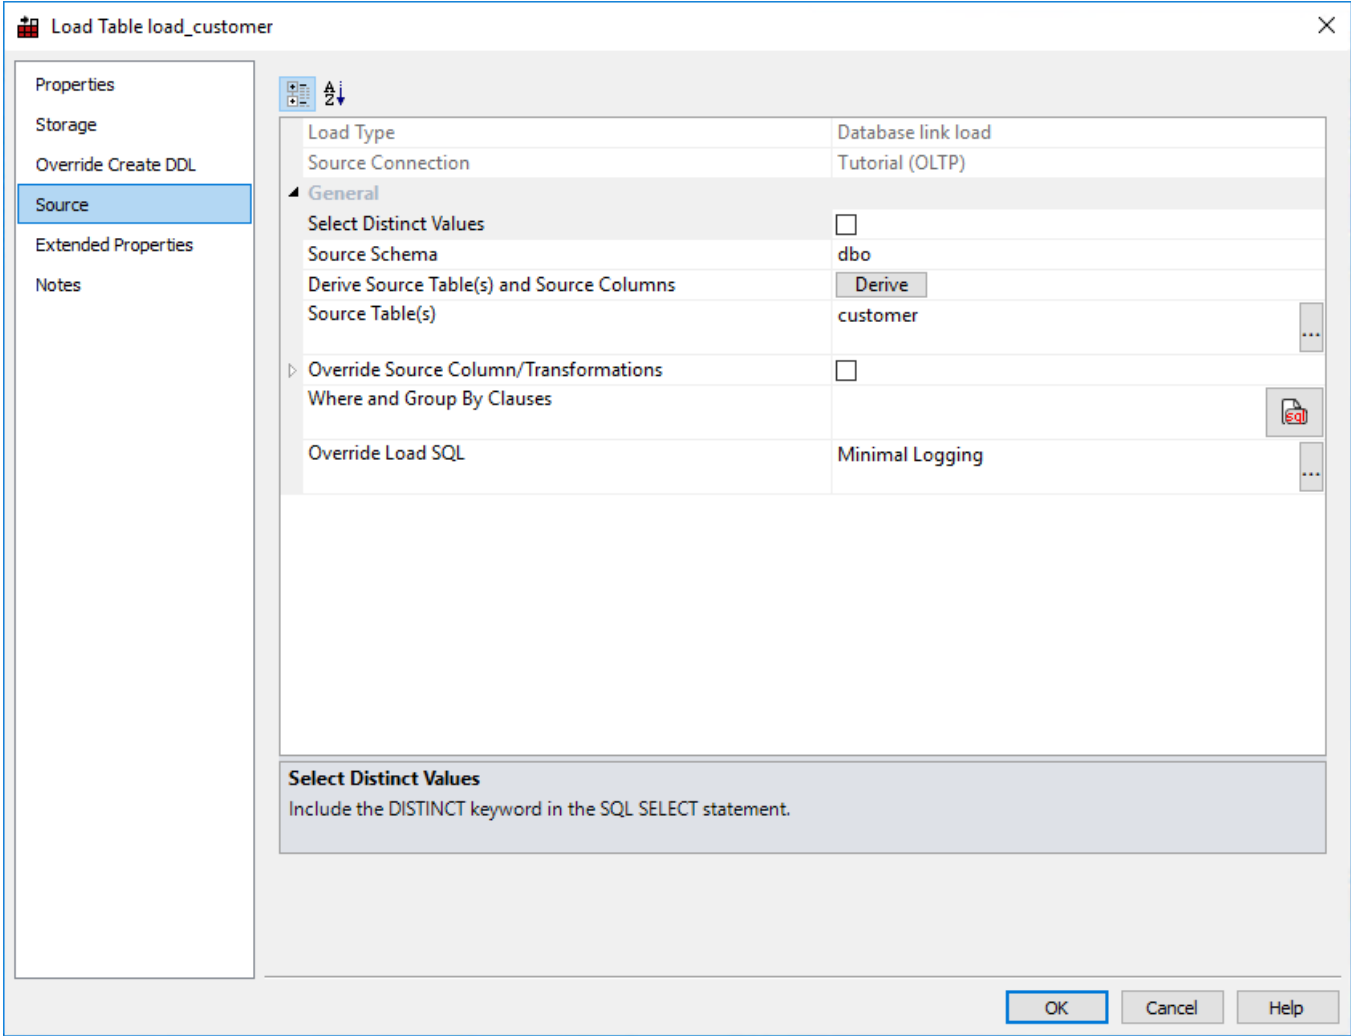 Load Table load_customer
Properties
Storage
Override Create DDL
Source
Extended Properties
Notes
Load Type Database link load
Source Connection Tutorial (OLTP)
General
Select Distinct Values
Source Schema dbo
Derive Source Table(s) and Source Columns Derive
Source Table(s) customer
...
Override Source Column/Transformations
Where and Group By Clauses sql
Override Load SQL Minimal Logging
...
Select Distinct Values
Include the DISTINCT keyword in the SQL SELECT statement.
OK Cancel Help